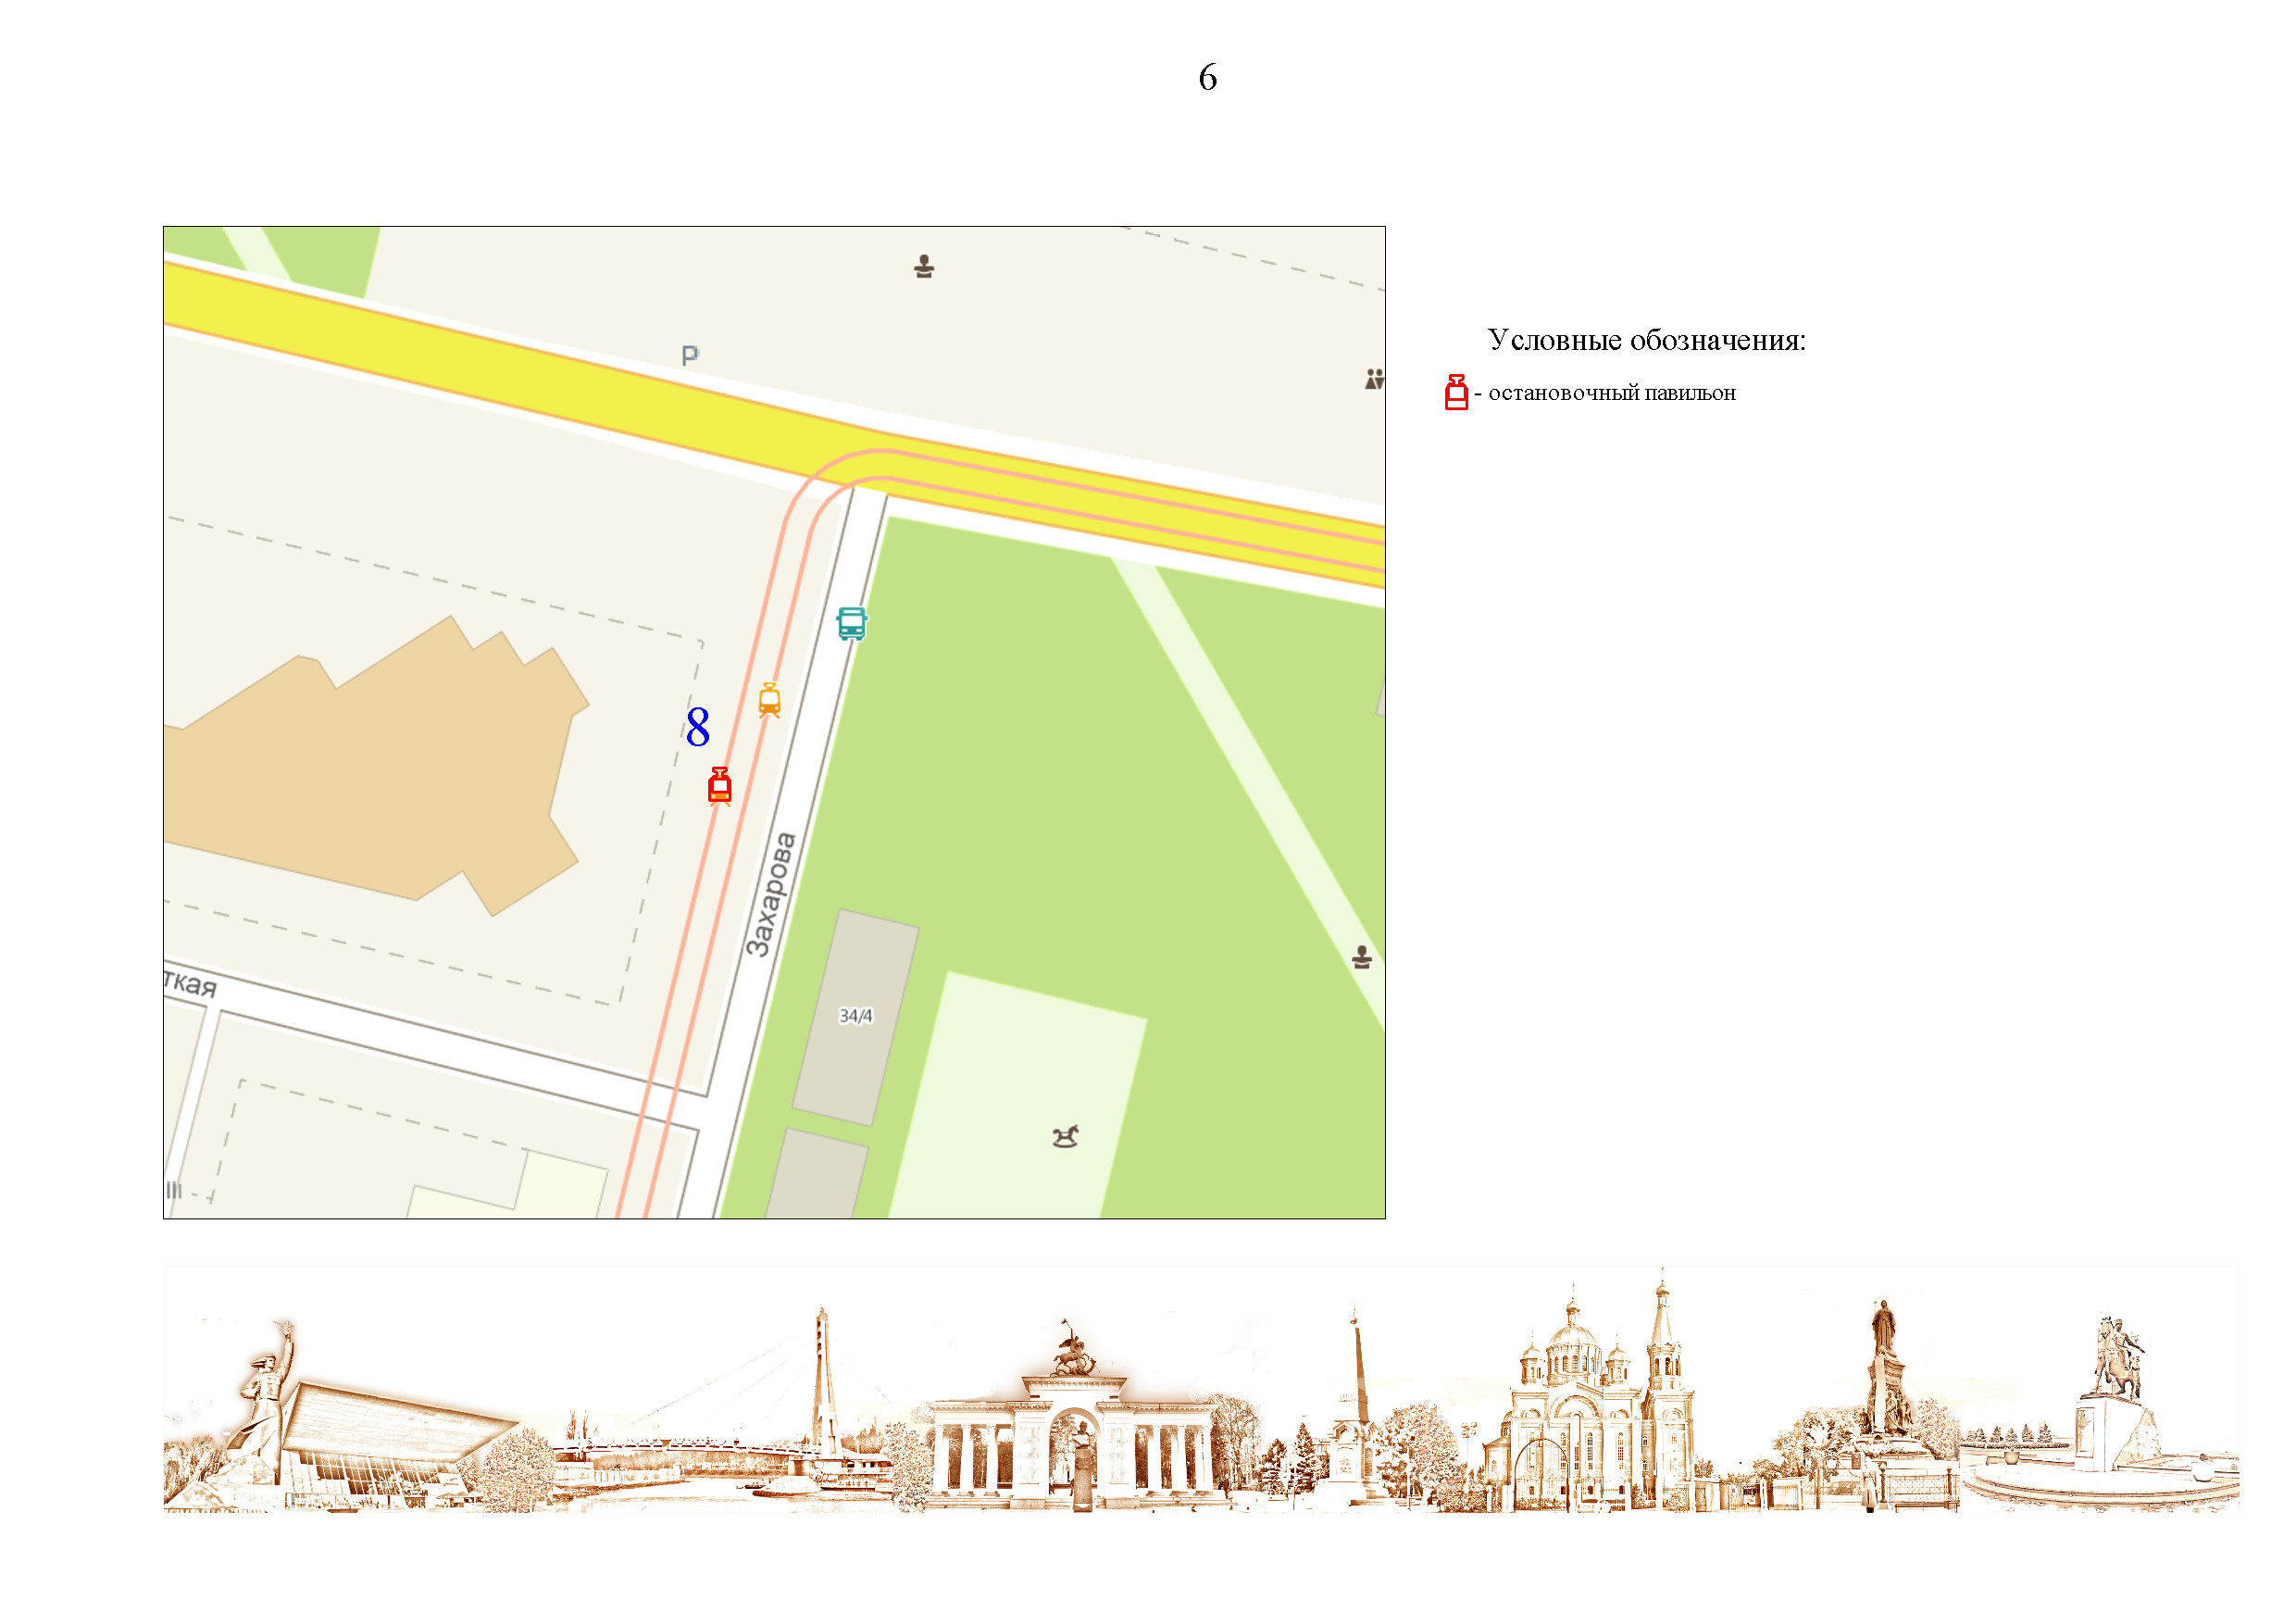 6
Условные обозначения:
- остановочный павильон
P
8
Захарова
ткая
34/4